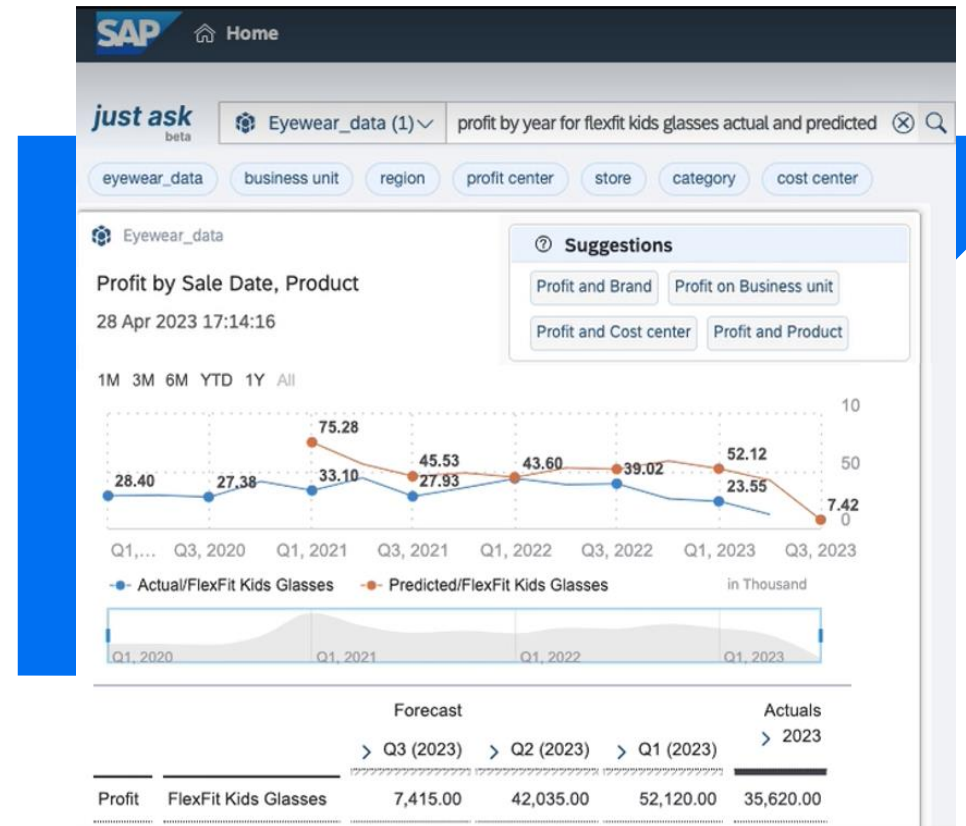 SAP Home
just ask
beta
Eyewear_data (1)
profit by year for flexfit kids glasses actual and predicted
eyewear_data business unit region profit center store category cost center
Eyewear_data
Profit by Sale Date, Product
28 Apr 2023 17:14:16
Suggestions
Profit and Brand Profit on Business unit
Profit and Cost center Profit and Product
1M 3M 6M YTD 1Y All
10
75.28
45.53 43.60 52.12
50
28.40 27.38 33.10 27.93 39.02 23.55
7.42
0
Q1,... Q3, 2020 Q1, 2021 Q3, 2021 Q1, 2022 Q3, 2022 Q1, 2023 Q3, 2023
Actual/FlexFit Kids Glasses Predicted/FlexFit Kids Glasses in Thousand
Q1, 2020 Q1, 2021 Q1, 2022 Q1, 2023
Forecast Actuals
> Q3 (2023) > Q2 (2023) > Q1 (2023) > 2023
Profit FlexFit Kids Glasses 7,415.00 42,035.00 52,120.00 35,620.00